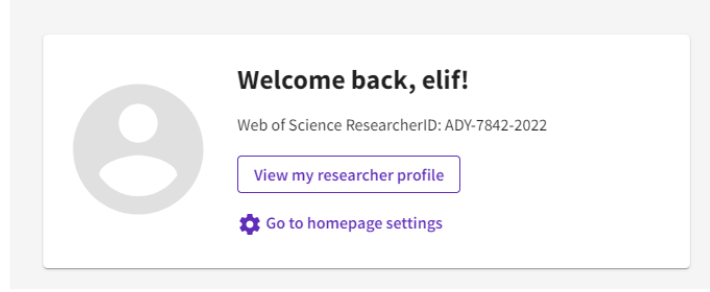 Welcome back, elif!
Web of Science ResearcherID: ADY-7842-2022
View my researcher profile
Go to homepage settings